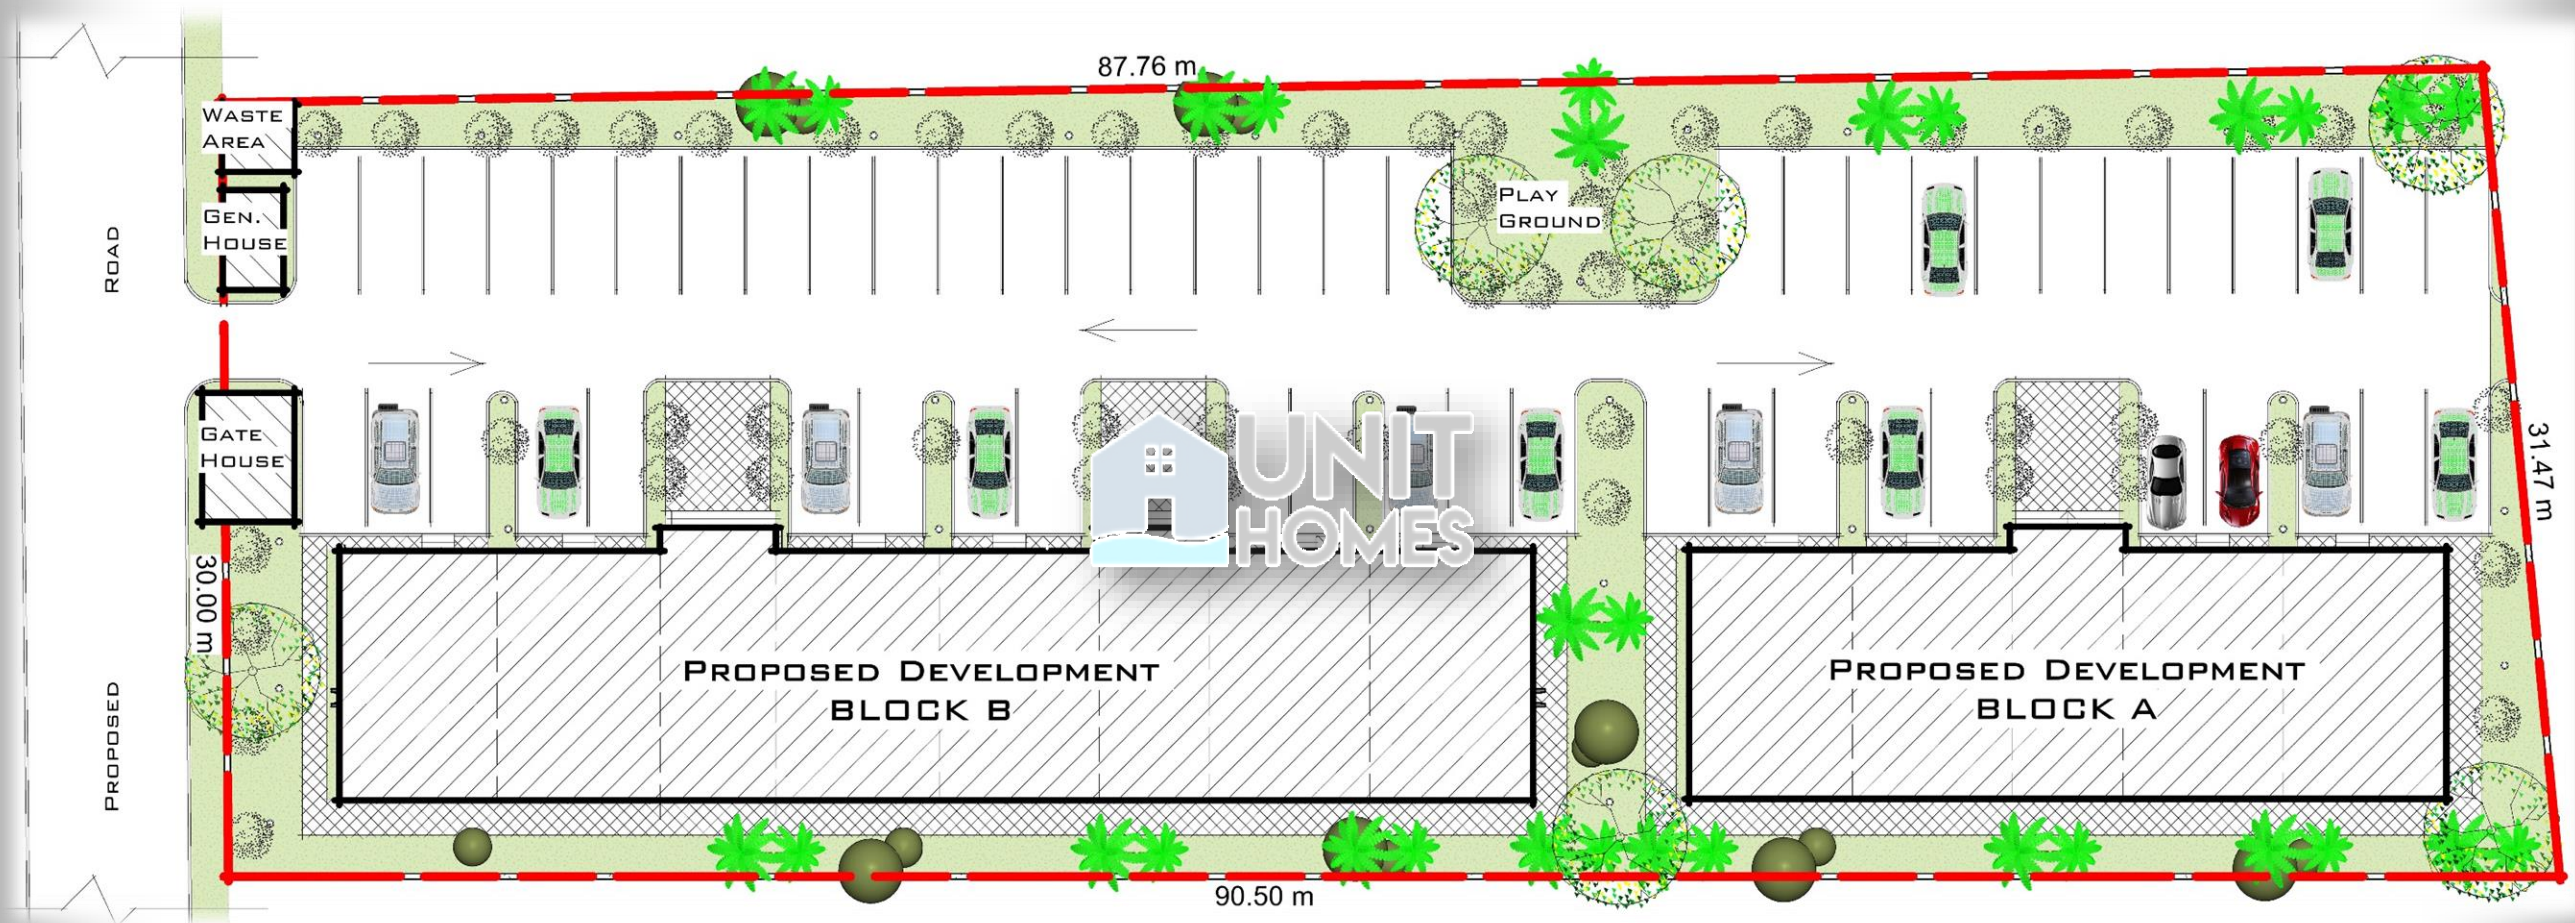 87.76 m
WASTE
AREA
GEN.
HOUSE
PLAY
GROUND
ROAD
GATE
HOUSE
UNIT
HOMES
31.47 m
30.00 m
PROPOSED DEVELOPMENT
BLOCK B
PROPOSED DEVELOPMENT
BLOCK A
PROPOSED
90.50 m